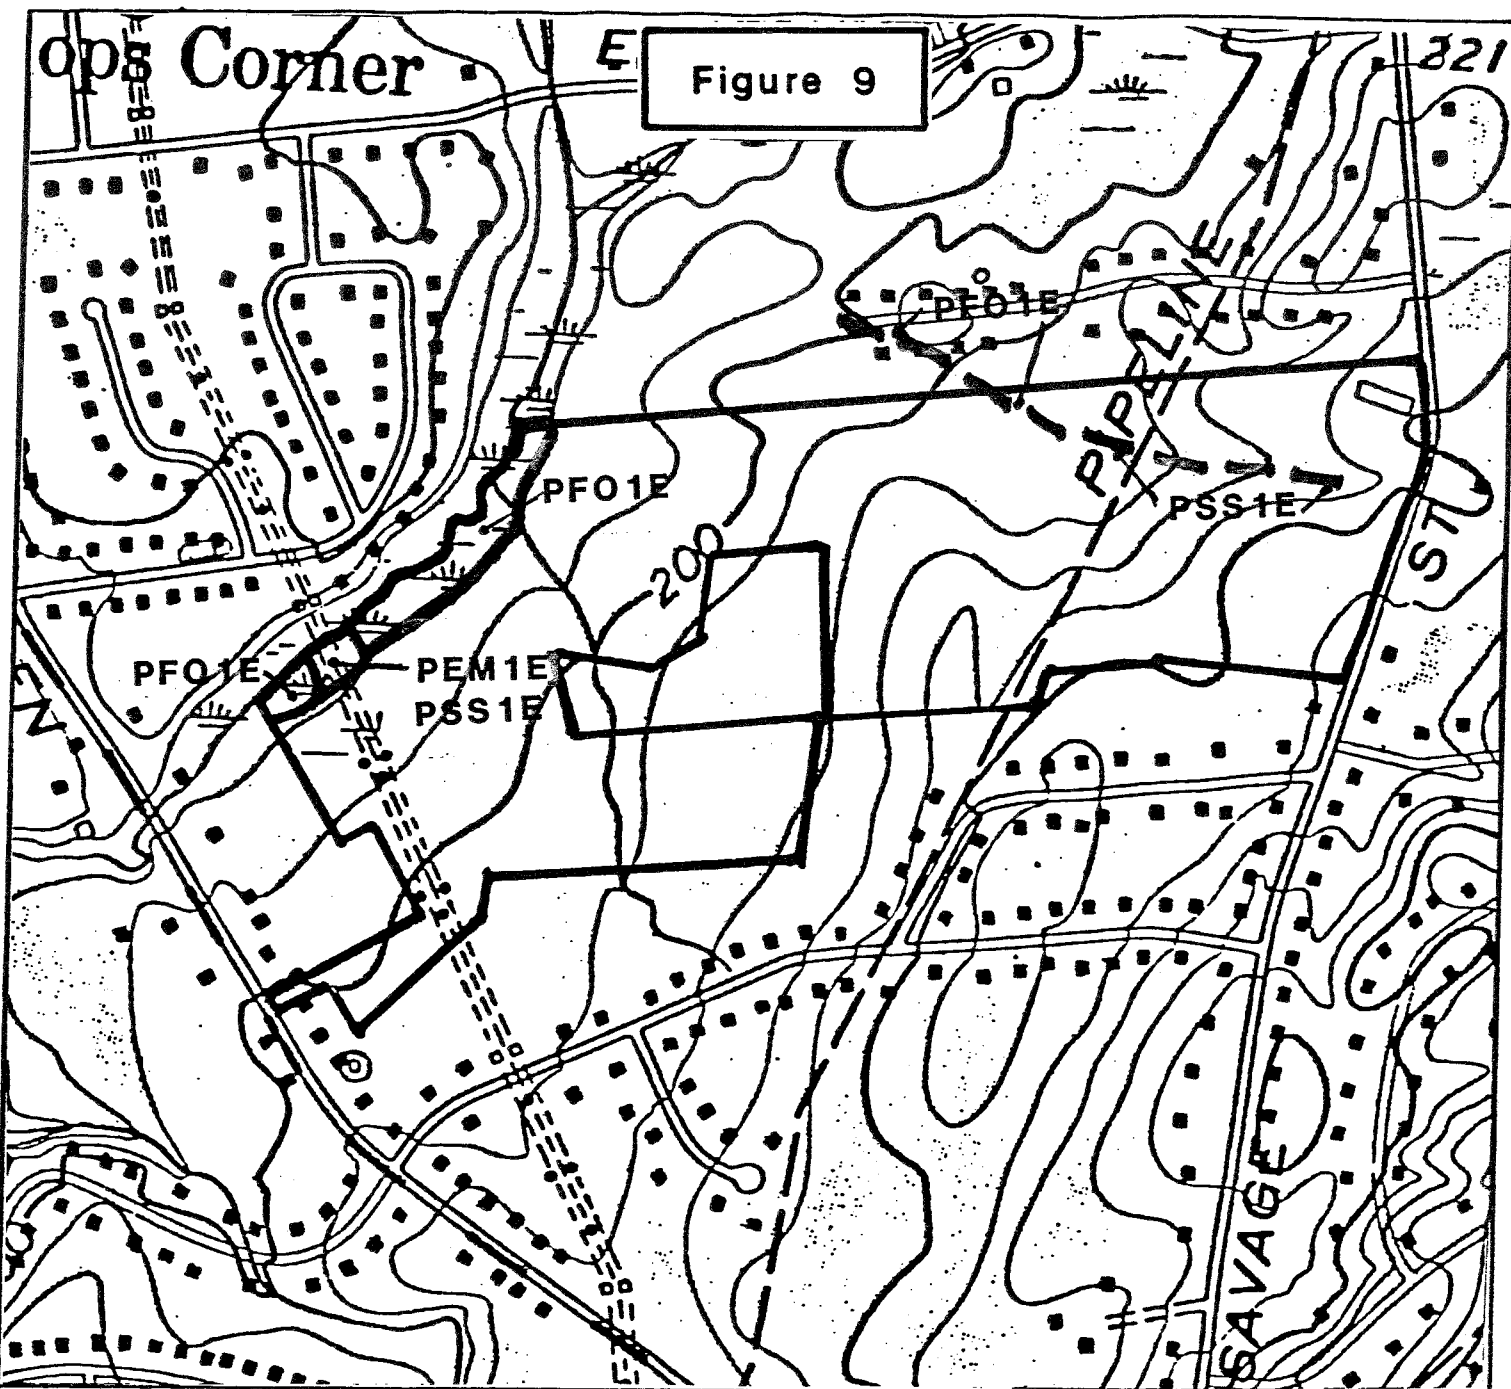 ops Corner
E
Figure 9
321
PFO1E
PIPELINE
PFO1E
PSS1E
ST
200
PFO1E
PEM1E
PSS1E
SAVAGE